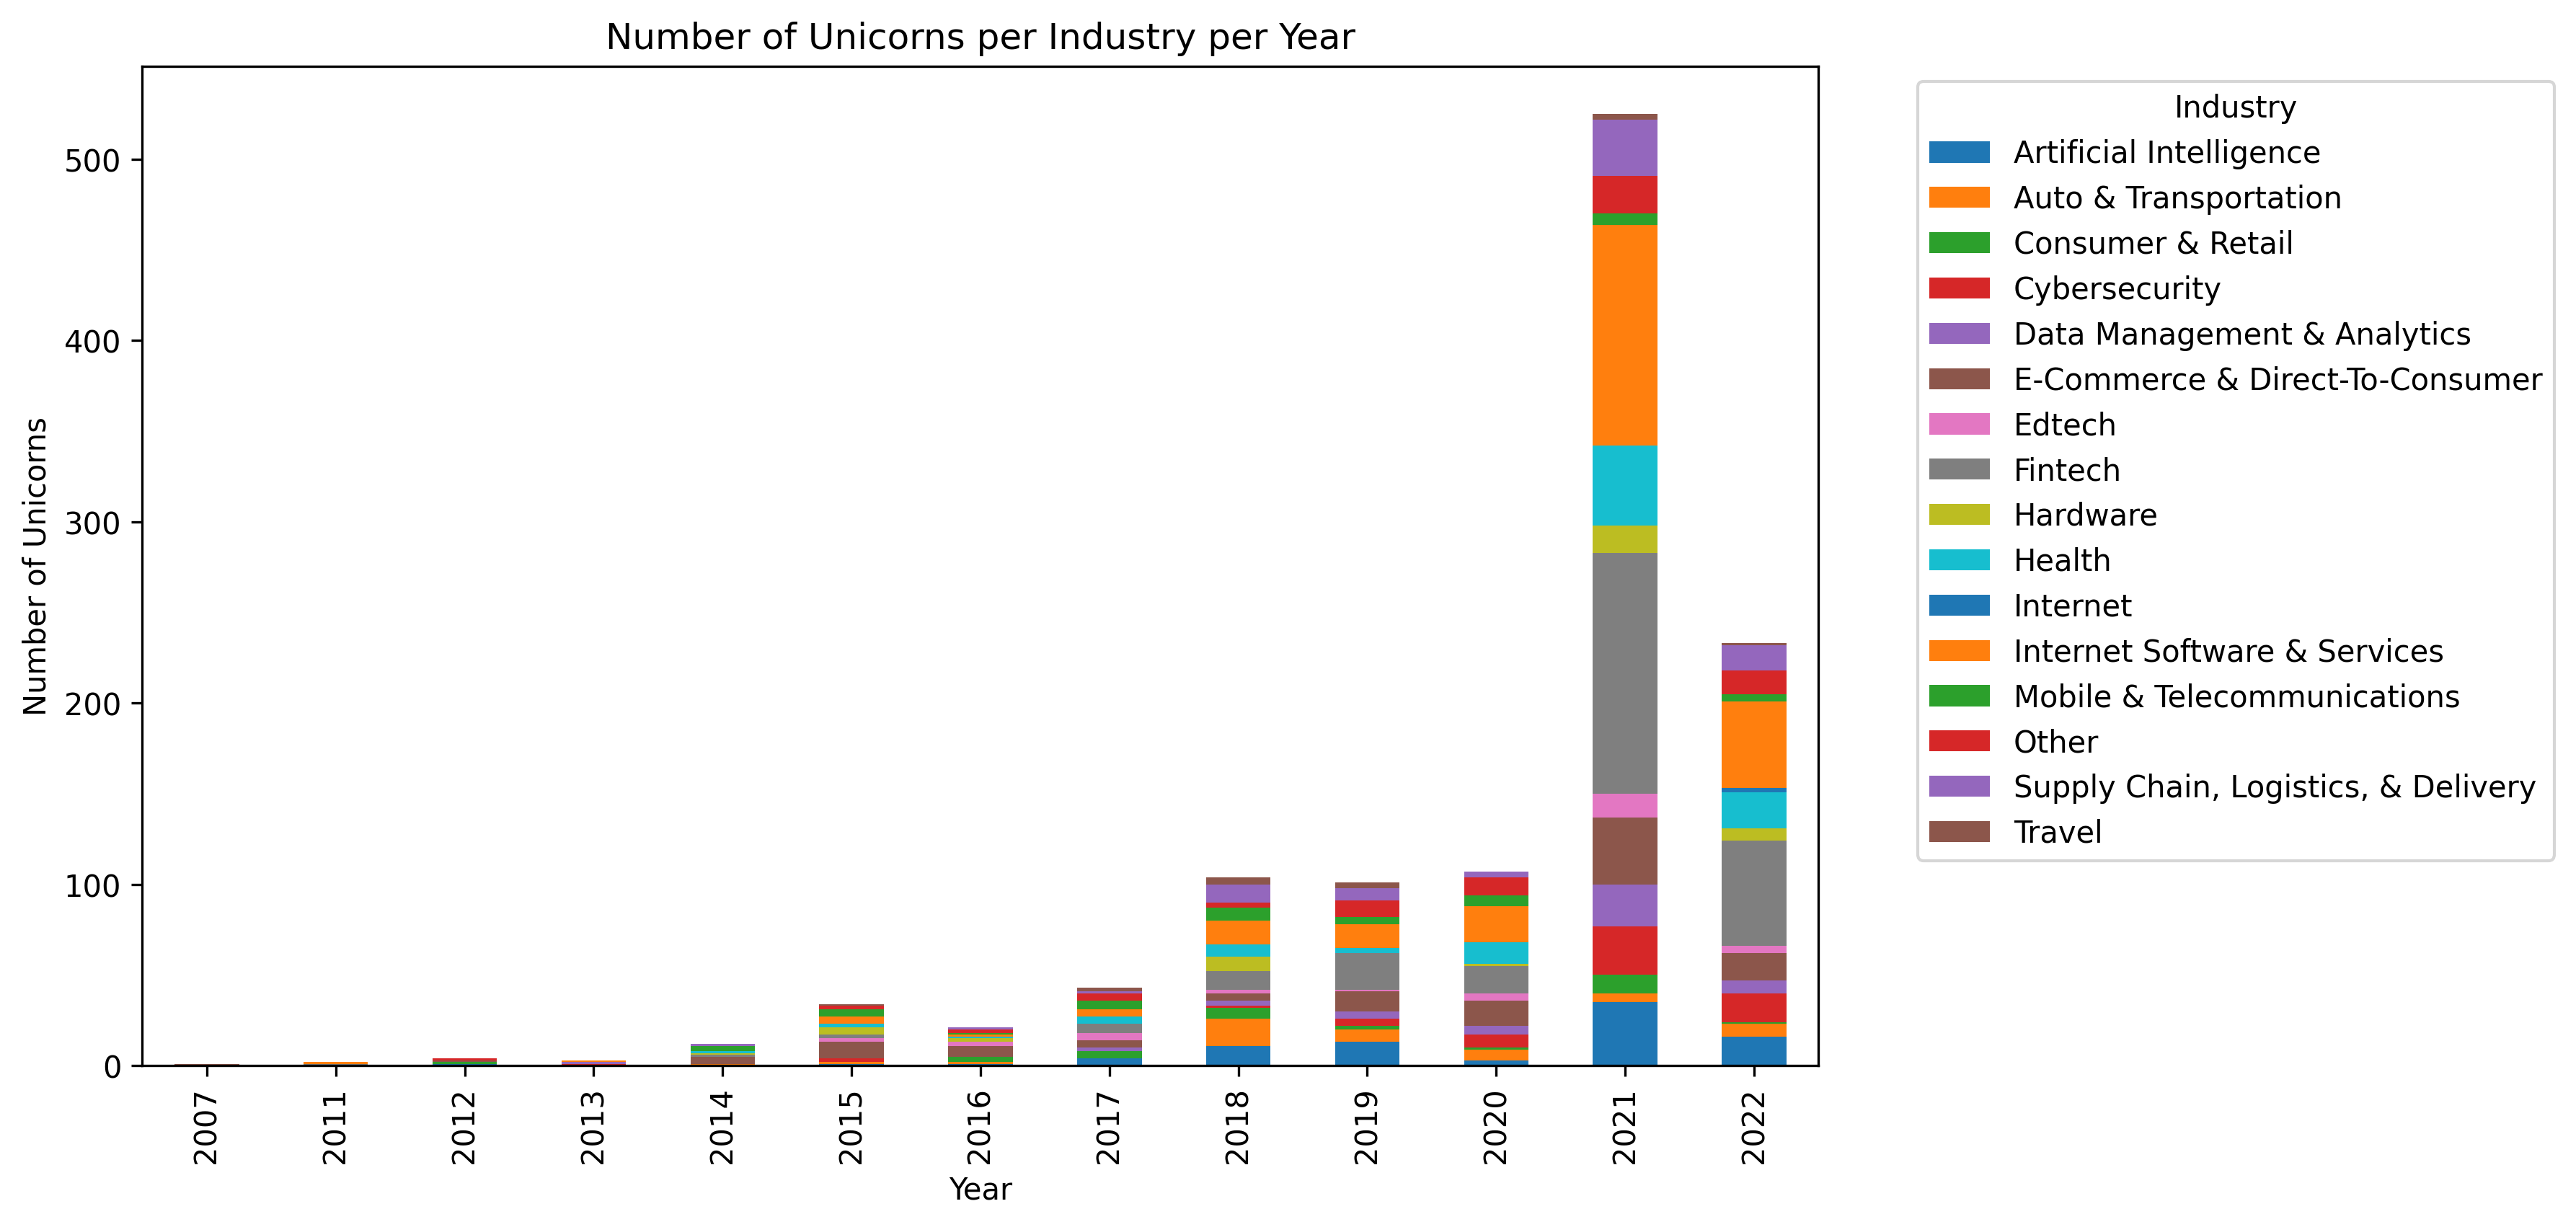 Number of Unicorns per Industry per Year
Number of Unicorns
500
400
300
200
100
0
2007
2011
2012
2013
2014
2015
2016
2017
2018
2019
2020
2021
2022
Year
Industry
Artificial Intelligence
Auto & Transportation
Consumer & Retail
Cybersecurity
Data Management & Analytics
E-Commerce & Direct-To-Consumer
Edtech
Fintech
Hardware
Health
Internet
Internet Software & Services
Mobile & Telecommunications
Other
Supply Chain, Logistics, & Delivery
Travel